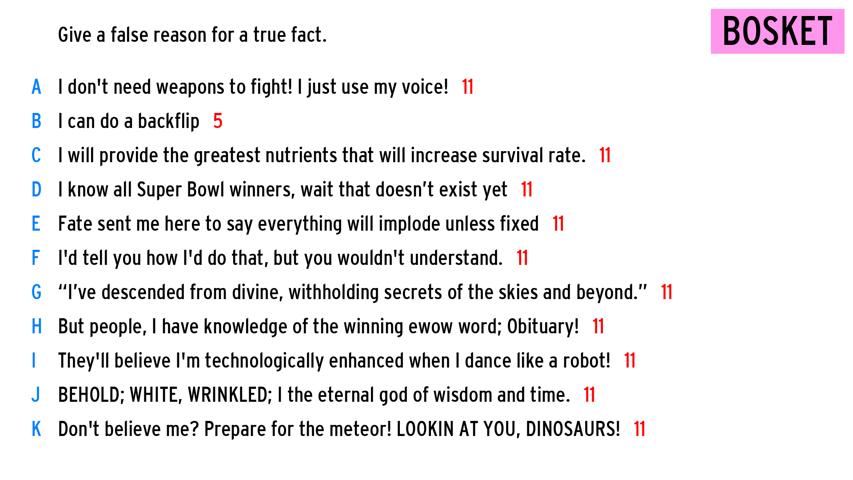 Give a false reason for a true fact.
BOSKET
A I don't need weapons to fight! I just use my voice! 11
B I can do a backflip 5
C I will provide the greatest nutrients that will increase survival rate. 11
D I know all Super Bowl winners, wait that doesn’t exist yet 11
E Fate sent me here to say everything will implode unless fixed 11
F I'd tell you how I'd do that, but you wouldn't understand. 11
G “I’ve descended from divine, withholding secrets of the skies and beyond.” 11
H But people, I have knowledge of the winning ewow word; Obituary! 11
I They'll believe I'm technologically enhanced when I dance like a robot! 11
J BEHOLD; WHITE, WRINKLED; I the eternal god of wisdom and time. 11
K Don't believe me? Prepare for the meteor! LOOKIN AT YOU, DINOSAURS! 11